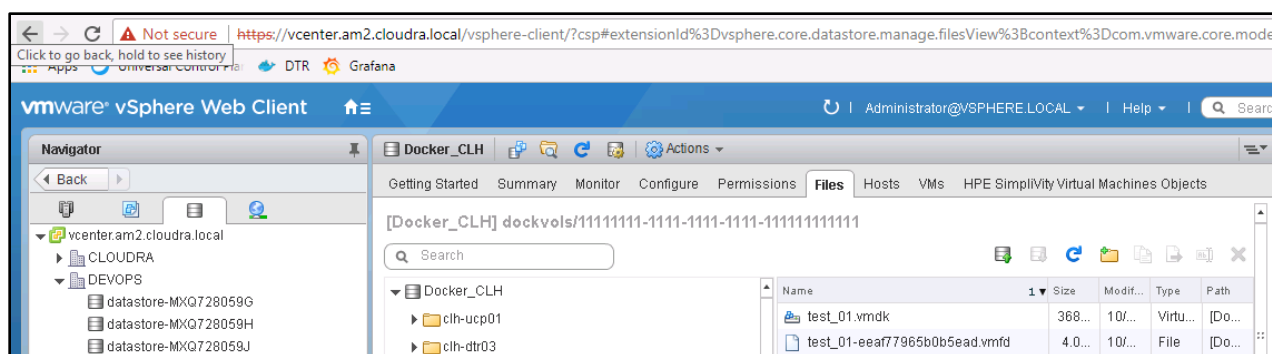 Not secure | https://vcenter.am2.cloudra.local/vsphere-client/?csp#extensionId%3Dvsphere.core.datastore.manage.filesView%3Bcontext%3Dcom.vmware.core.mode
Click to go back, hold to see history
Apps Universal Control DTR Grafana
vmware® vSphere Web Client
Administrator@VSPHERE.LOCAL | Help | Searc
Navigator
Docker_CLH Actions
Back
Getting Started Summary Monitor Configure Permissions Files Hosts VMs HPE SimpliVity Virtual Machines Objects
[Docker_CLH] dockvols/11111111-1111-1111-1111-111111111111
Search
vcenter.am2.cloudra.local
CLOUDRA
DEVOPS
datastore-MXQ728059G
datastore-MXQ728059H
datastore-MXQ728059J
Docker_CLH
clh-ucp01
clh-dtr03
Name 1 Size Modif... Type Path
test_01.vmdk 368... 10/... Virtu... [Do...
test_01-eeaf77965b0b5ead.vmfd 4.0... 10/... File [Do...